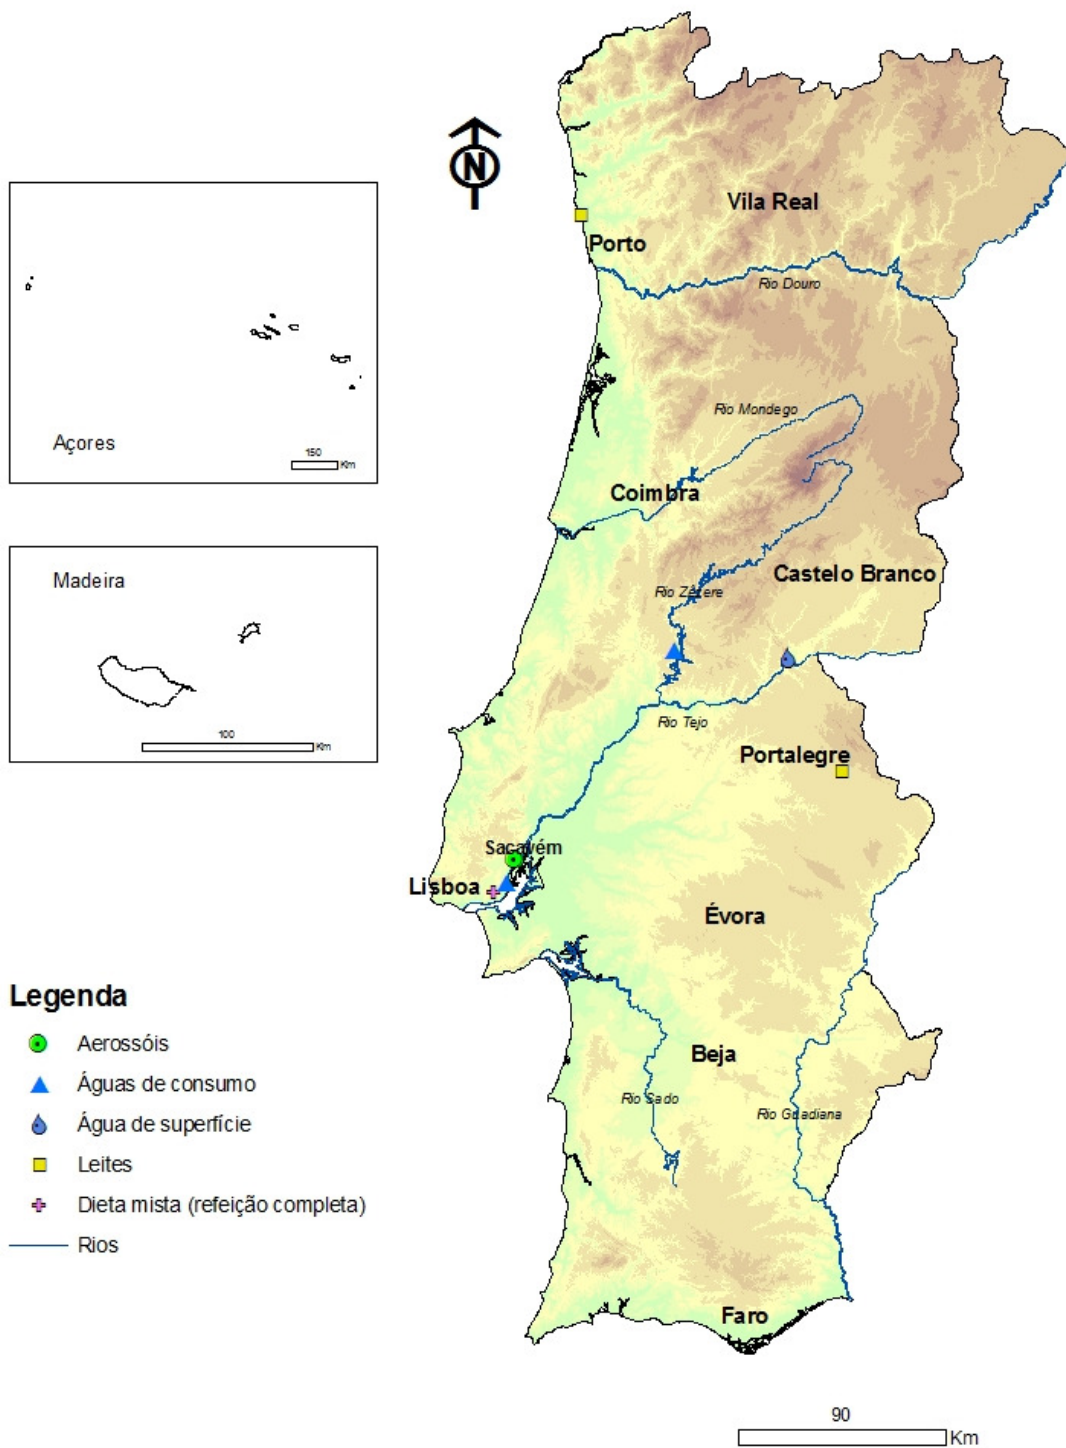 N
Vila Real
Porto
Rio Douro
Açores
150
Km
Rio Mondego
Coimbra
Madeira
100
Km
Castelo Branco
Rio Zêzere
Rio Tejo
Portalegre
Sacavém
Lisboa
Évora
Legenda
Aerossóis
Águas de consumo
Água de superfície
Leites
Dieta mista (refeição completa)
Rios
Beja
Rio Sado
Rio Guadiana
Faro
90
Km